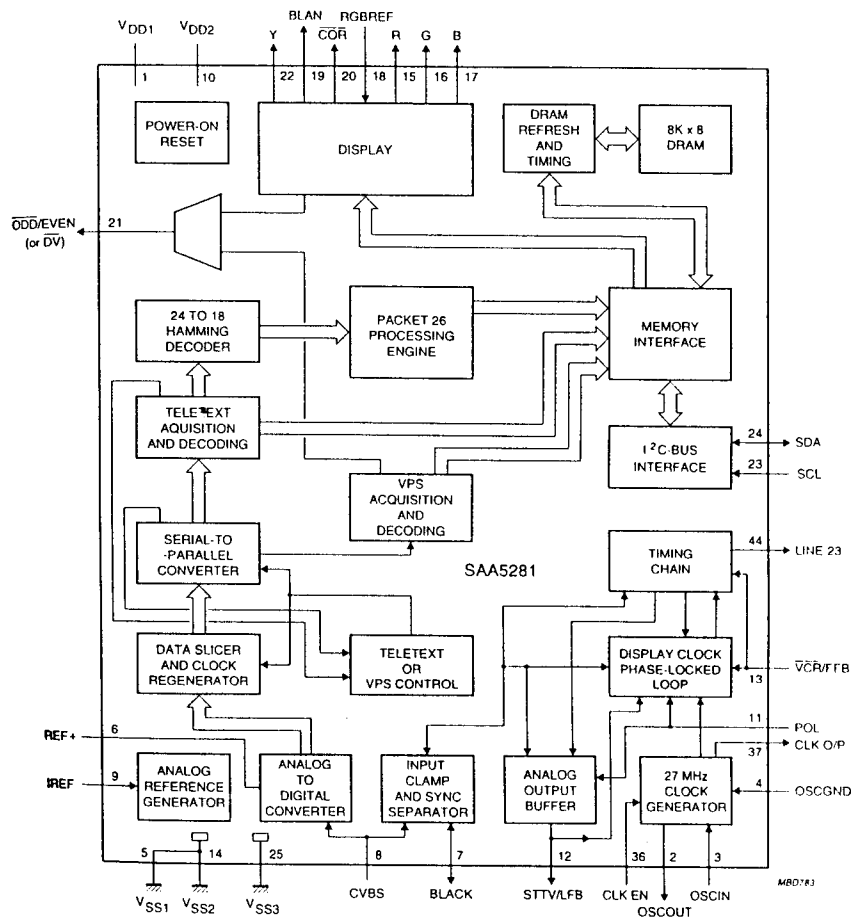 VDD1
VDD2
Y
BLAN
COR
RGBREF
R
G
B
1
10
22
19
20
18
15
16
17
POWER-ON
RESET
DISPLAY
DRAM
REFRESH
AND
TIMING
8K x 8
DRAM
ODD/EVEN
(or DV)
21
24 TO 18
HAMMING
DECODER
PACKET 26
PROCESSING
ENGINE
MEMORY
INTERFACE
TELETEXT
AQUISITION
AND DECODING
I²C-BUS
INTERFACE
24
SDA
23
SCL
VPS
ACQUISITION
AND
DECODING
SERIAL-TO
-PARALLEL
CONVERTER
SAA5281
TIMING
CHAIN
44
LINE 23
DATA SLICER
AND CLOCK
REGENERATOR
TELETEXT
OR
VPS CONTROL
DISPLAY CLOCK
PHASE-LOCKED
LOOP
VCR/FFB
13
11
POL
CLK O/P
37
REF+
6
IREF
9
ANALOG
REFERENCE
GENERATOR
ANALOG
TO
DIGITAL
CONVERTER
INPUT
CLAMP
AND SYNC
SEPARATOR
ANALOG
OUTPUT
BUFFER
27 MHz
CLOCK
GENERATOR
4
OSCGND
5
14
25
8
7
12
36
2
3
VSS1
VSS2
VSS3
CVBS
BLACK
STTV/LFB
CLK EN
OSCOUT
OSCIN
MBD783